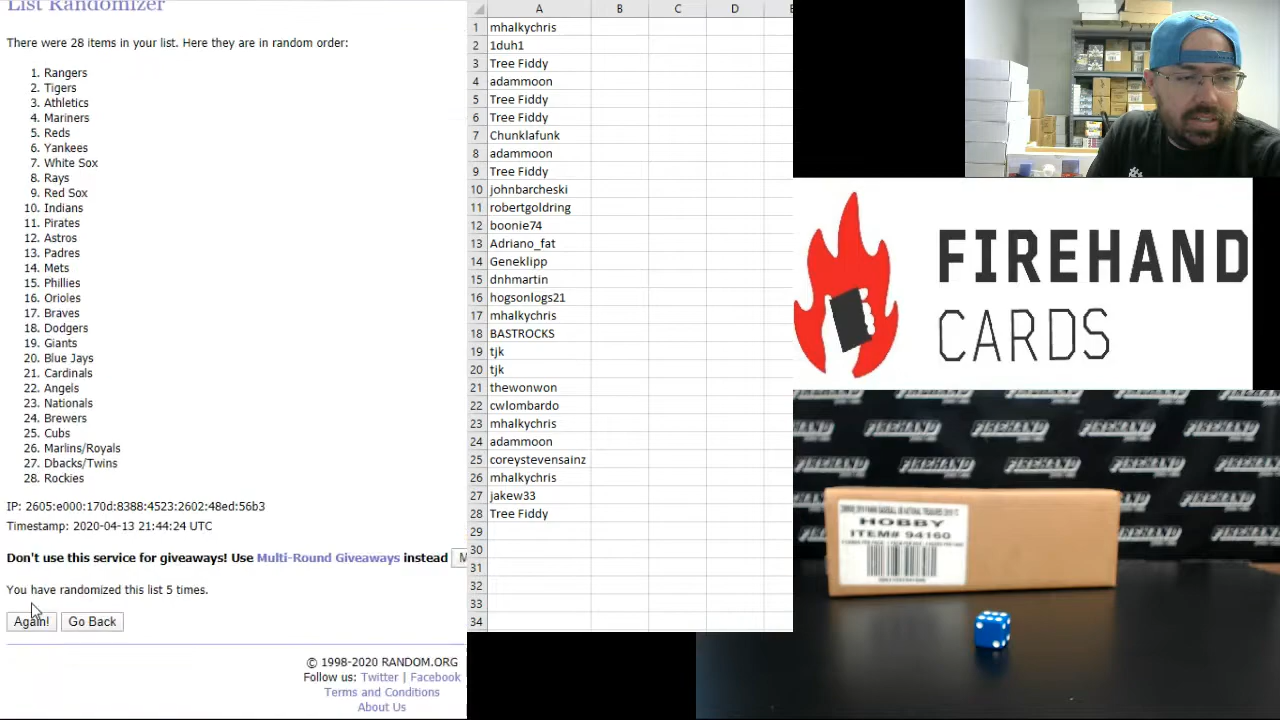 List Randomizer
There were 28 items in your list. Here they are in random order:
1. Rangers
2. Tigers
3. Athletics
4. Mariners
5. Reds
6. Yankees
7. White Sox
8. Rays
9. Red Sox
10. Indians
11. Pirates
12. Astros
13. Padres
14. Mets
15. Phillies
16. Orioles
17. Braves
18. Dodgers
19. Giants
20. Blue Jays
21. Cardinals
22. Angels
23. Nationals
24. Brewers
25. Cubs
26. Marlins/Royals
27. Dbacks/Twins
28. Rockies
IP: 2605:e000:170d:8388:4523:2602:48ed:56b3
Timestamp: 2020-04-13 21:44:24 UTC
Don't use this service for giveaways! Use Multi-Round Giveaways instead M
You have randomized this list 5 times.
Again! Go Back
© 1998-2020 RANDOM.ORG
Follow us: Twitter | Facebook
Terms and Conditions
About Us
A B C D
1 mhalkychris
2 1duh1
3 Tree Fiddy
4 adammoon
5 Tree Fiddy
6 Tree Fiddy
7 Chunklafunk
8 adammoon
9 Tree Fiddy
10 johnbarcheski
11 robertgoldring
12 boonie74
13 Adriano_fat
14 Geneklipp
15 dnhmartin
16 hogsonlogs21
17 mhalkychris
18 BASTROCKS
19 tjk
20 tjk
21 thewonwon
22 cwlombardo
23 mhalkychris
24 adammoon
25 coreystevensainz
26 mhalkychris
27 jakew33
28 Tree Fiddy
29
30
31
32
33
34
FIREHAND
CARDS
FIREHAND
HOBBY
ITEM# 94160